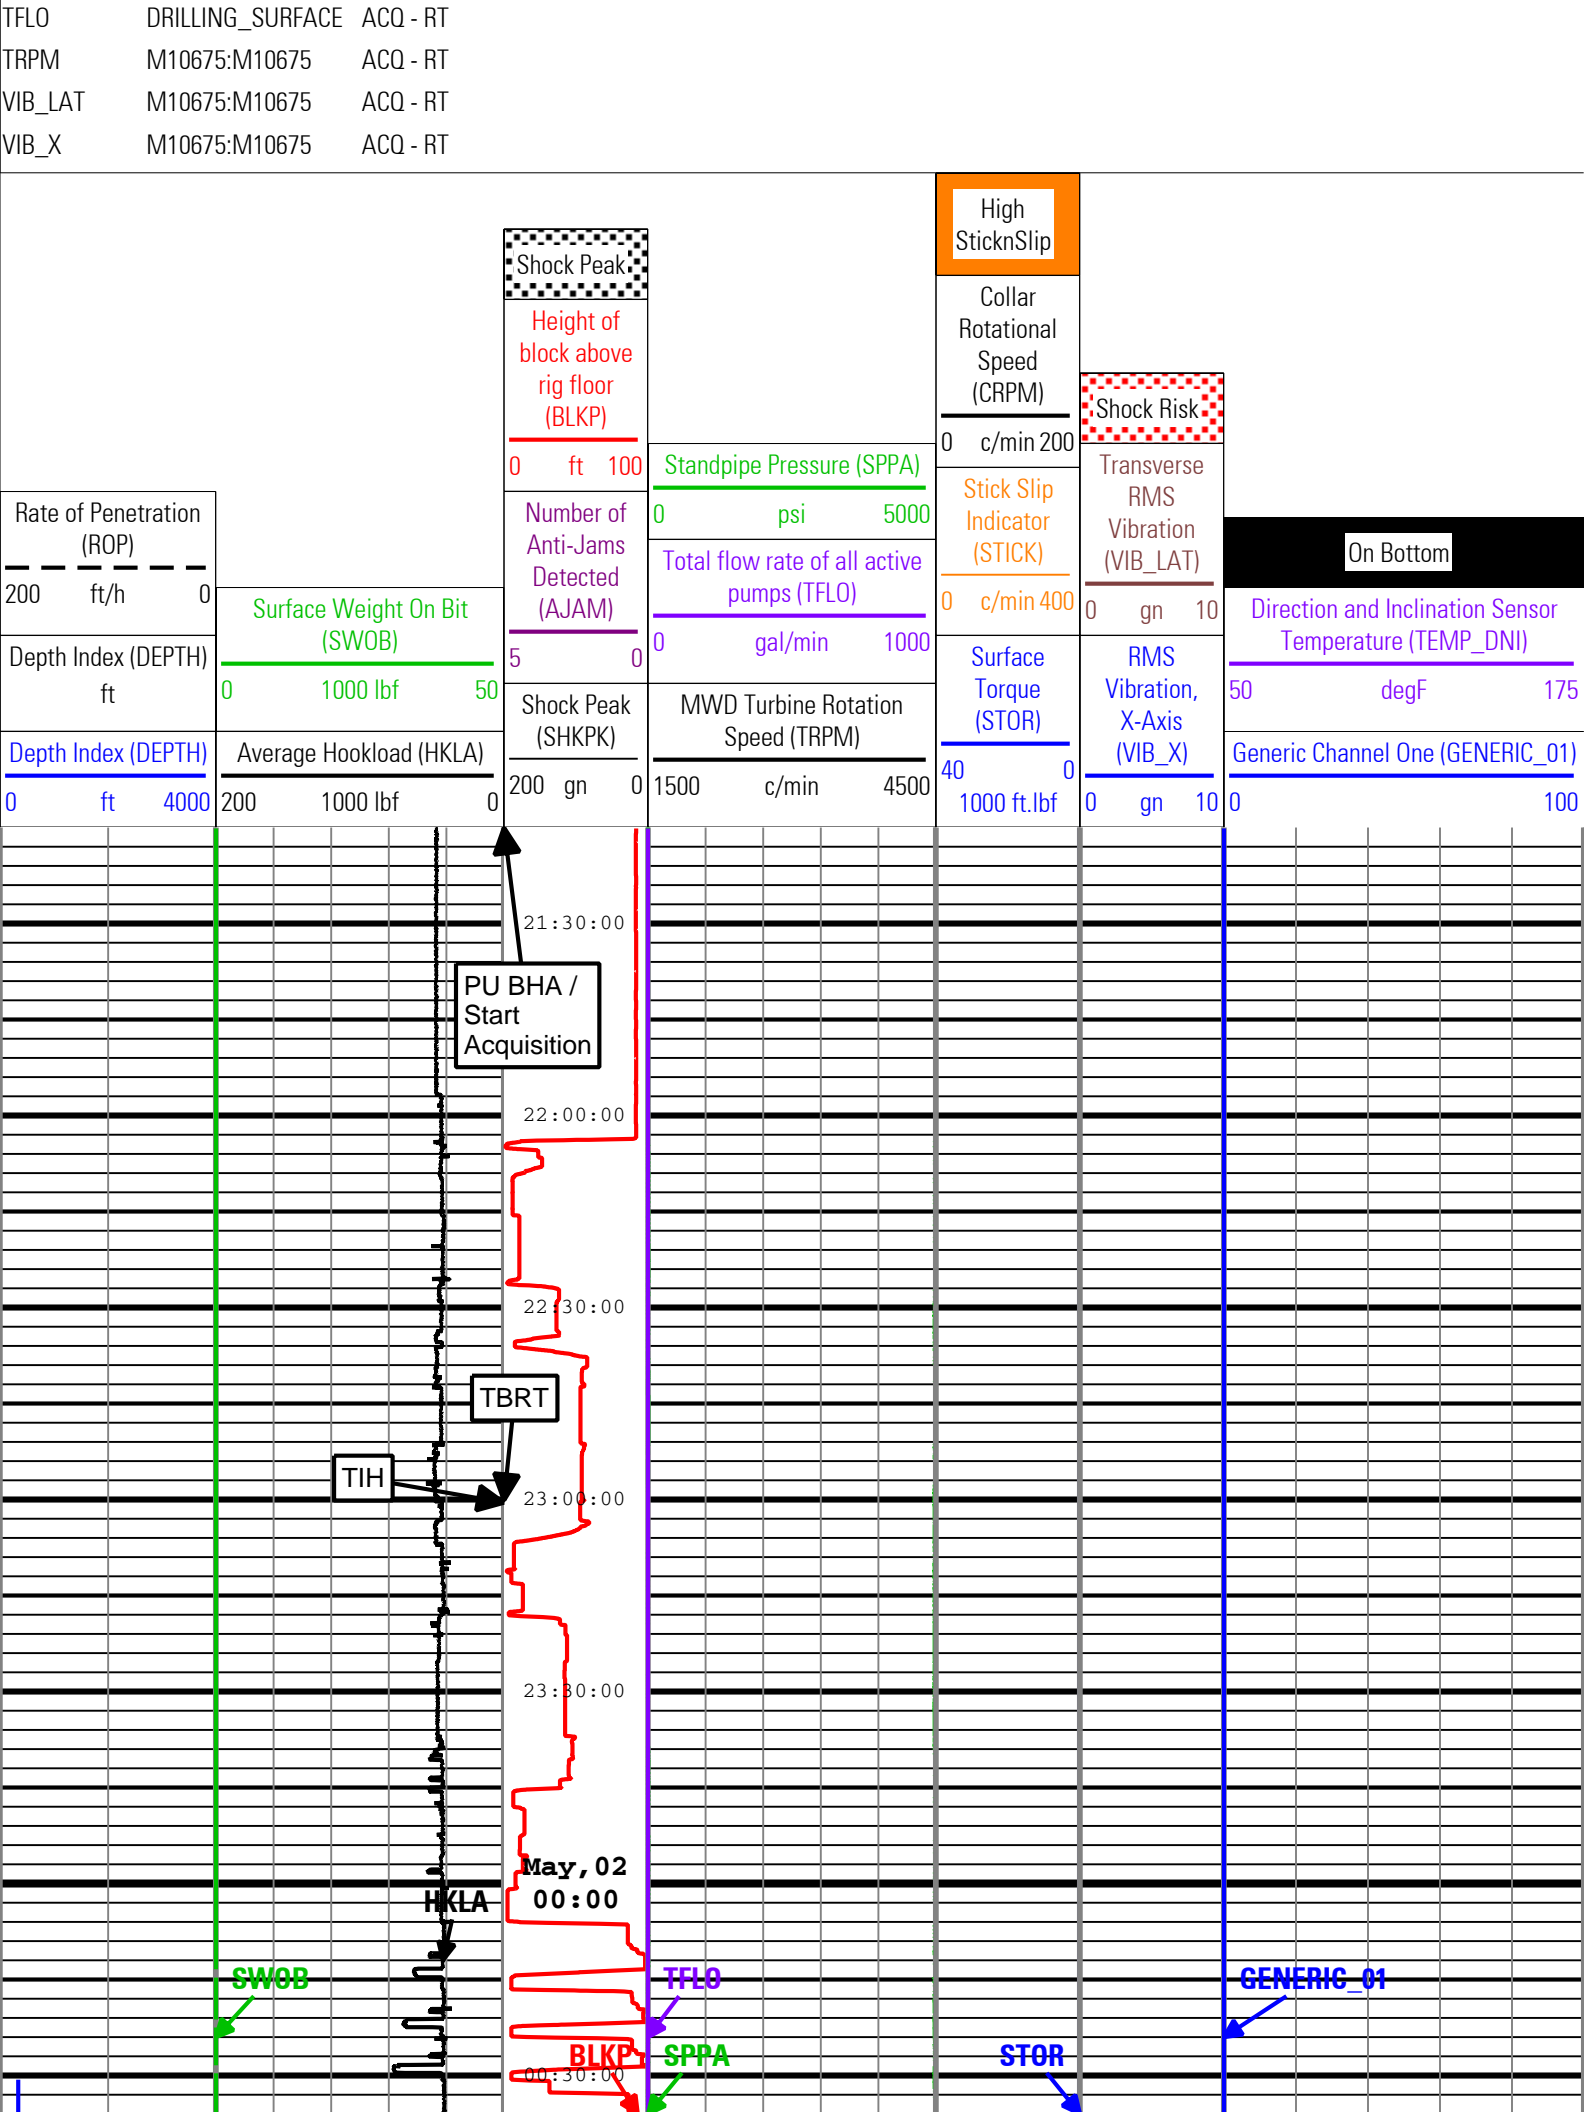 TFLO DRILLING_SURFACE ACQ - RT
TRPM M10675:M10675 ACQ - RT
VIB_LAT M10675:M10675 ACQ - RT
VIB_X M10675:M10675 ACQ - RT
Rate of Penetration
(ROP)
200 ft/h 0
Depth Index (DEPTH)
ft
Depth Index (DEPTH)
0 ft 4000
Surface Weight On Bit
(SWOB)
0 1000 lbf 50
Average Hookload (HKLA)
200 1000 lbf 0
Shock Peak
Height of
block above
rig floor
(BLKP)
0 ft 100
Number of
Anti-Jams
Detected
(AJAM)
5 0
Shock Peak
(SHKPK)
200 gn 0
Standpipe Pressure (SPPA)
0 psi 5000
Total flow rate of all active
pumps (TFLO)
0 gal/min 1000
MWD Turbine Rotation
Speed (TRPM)
1500 c/min 4500
High
SticknSlip
Collar
Rotational
Speed
(CRPM)
0 c/min 200
Stick Slip
Indicator
(STICK)
0 c/min 400
Surface
Torque
(STOR)
40 0
1000 ft.lbf
Shock Risk
Transverse
RMS
Vibration
(VIB_LAT)
0 gn 10
RMS
Vibration,
X-Axis
(VIB_X)
0 gn 10
On Bottom
Direction and Inclination Sensor
Temperature (TEMP_DNI)
50 degF 175
Generic Channel One (GENERIC_01)
0 100
21:30:00
PU BHA /
Start
Acquisition
22:00:00
22:30:00
TBRT
TIH
23:00:00
23:30:00
May,02
00:00
HKLA
SWOB
TFLO
GENERIC_01
BLKP
SPPA
STOR
00:30:00